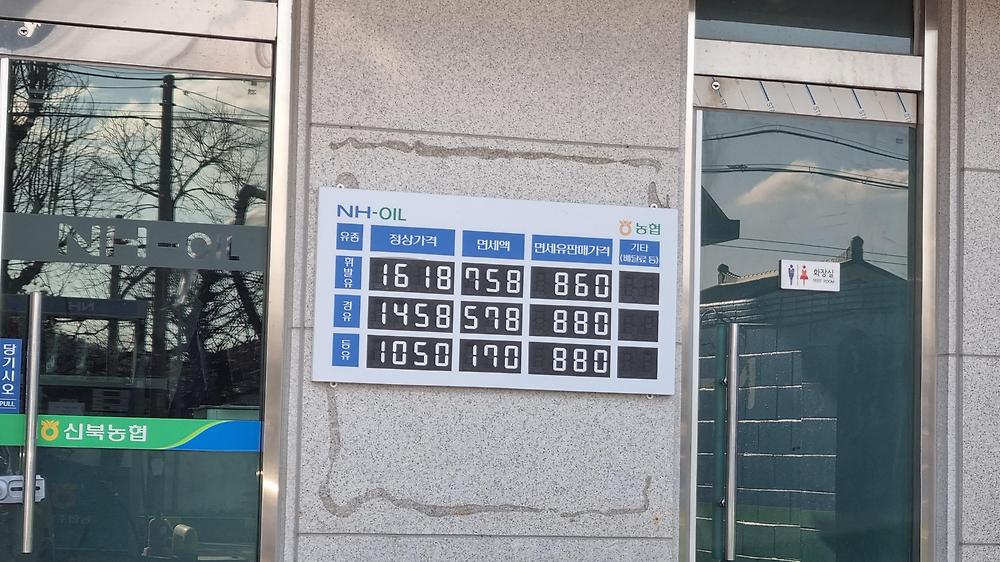 NH-OIL
당기시오
PULL
신북농협
NH-OIL
농협
유종 정상가격 면세액 면세유판매가격 기타 (배달료 등)
휘발유 1618 758 860
경유 1458 578 880
등유 1050 170 880
화장실
REST ROOM